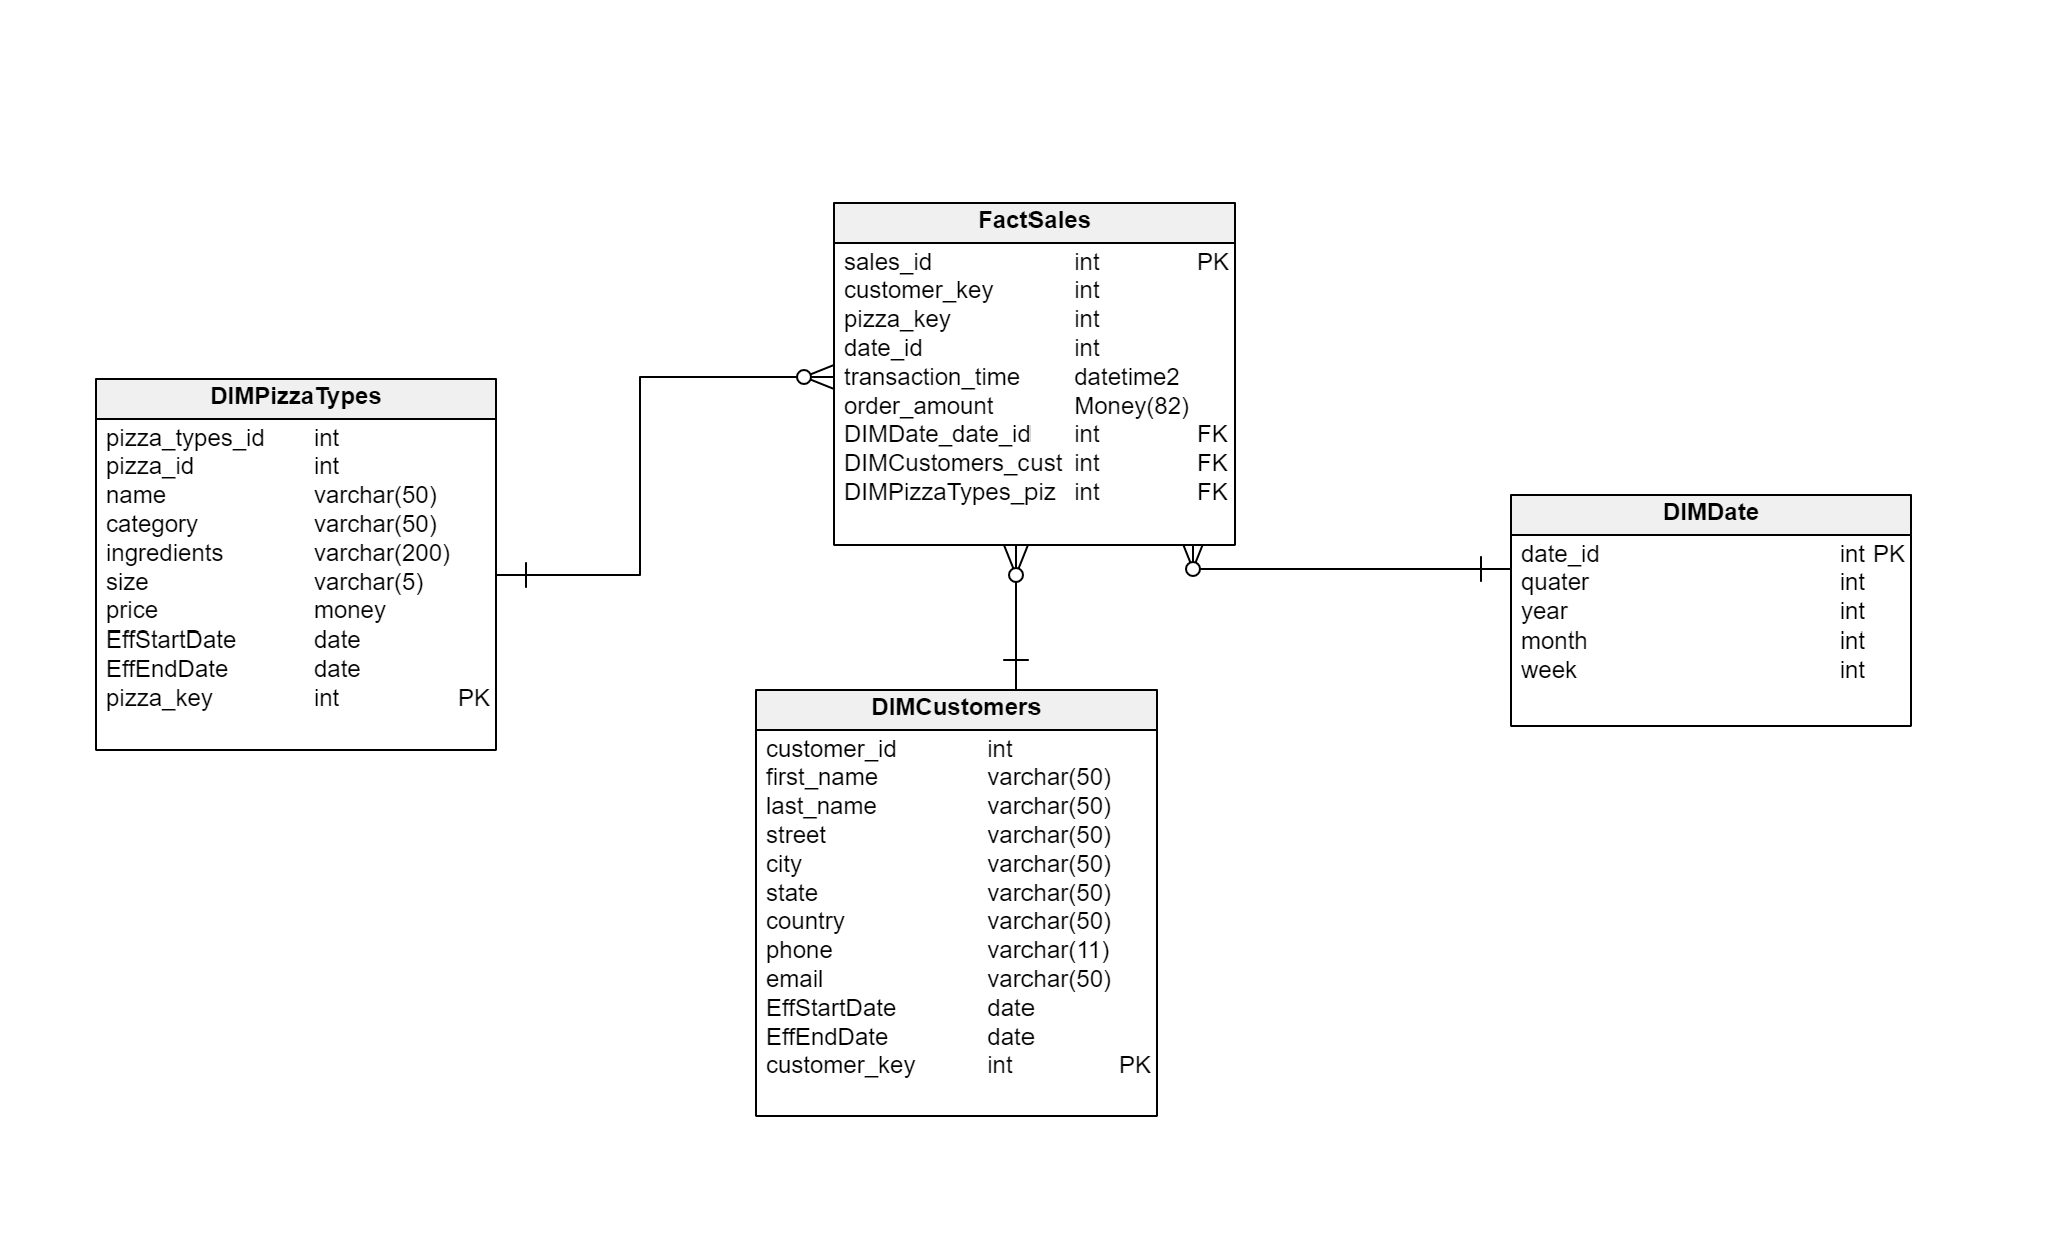 FactSales
sales_id int PK
customer_key int
pizza_key int
date_id int
transaction_time datetime2
order_amount Money(82)
DIMDate_date_id int FK
DIMCustomers_cust int FK
DIMPizzaTypes_piz int FK
DIMPizzaTypes
pizza_types_id int
pizza_id int
name varchar(50)
category varchar(50)
ingredients varchar(200)
size varchar(5)
price money
EffStartDate date
EffEndDate date
pizza_key int PK
DIMDate
date_id int PK
quater int
year int
month int
week int
DIMCustomers
customer_id int
first_name varchar(50)
last_name varchar(50)
street varchar(50)
city varchar(50)
state varchar(50)
country varchar(50)
phone varchar(11)
email varchar(50)
EffStartDate date
EffEndDate date
customer_key int PK